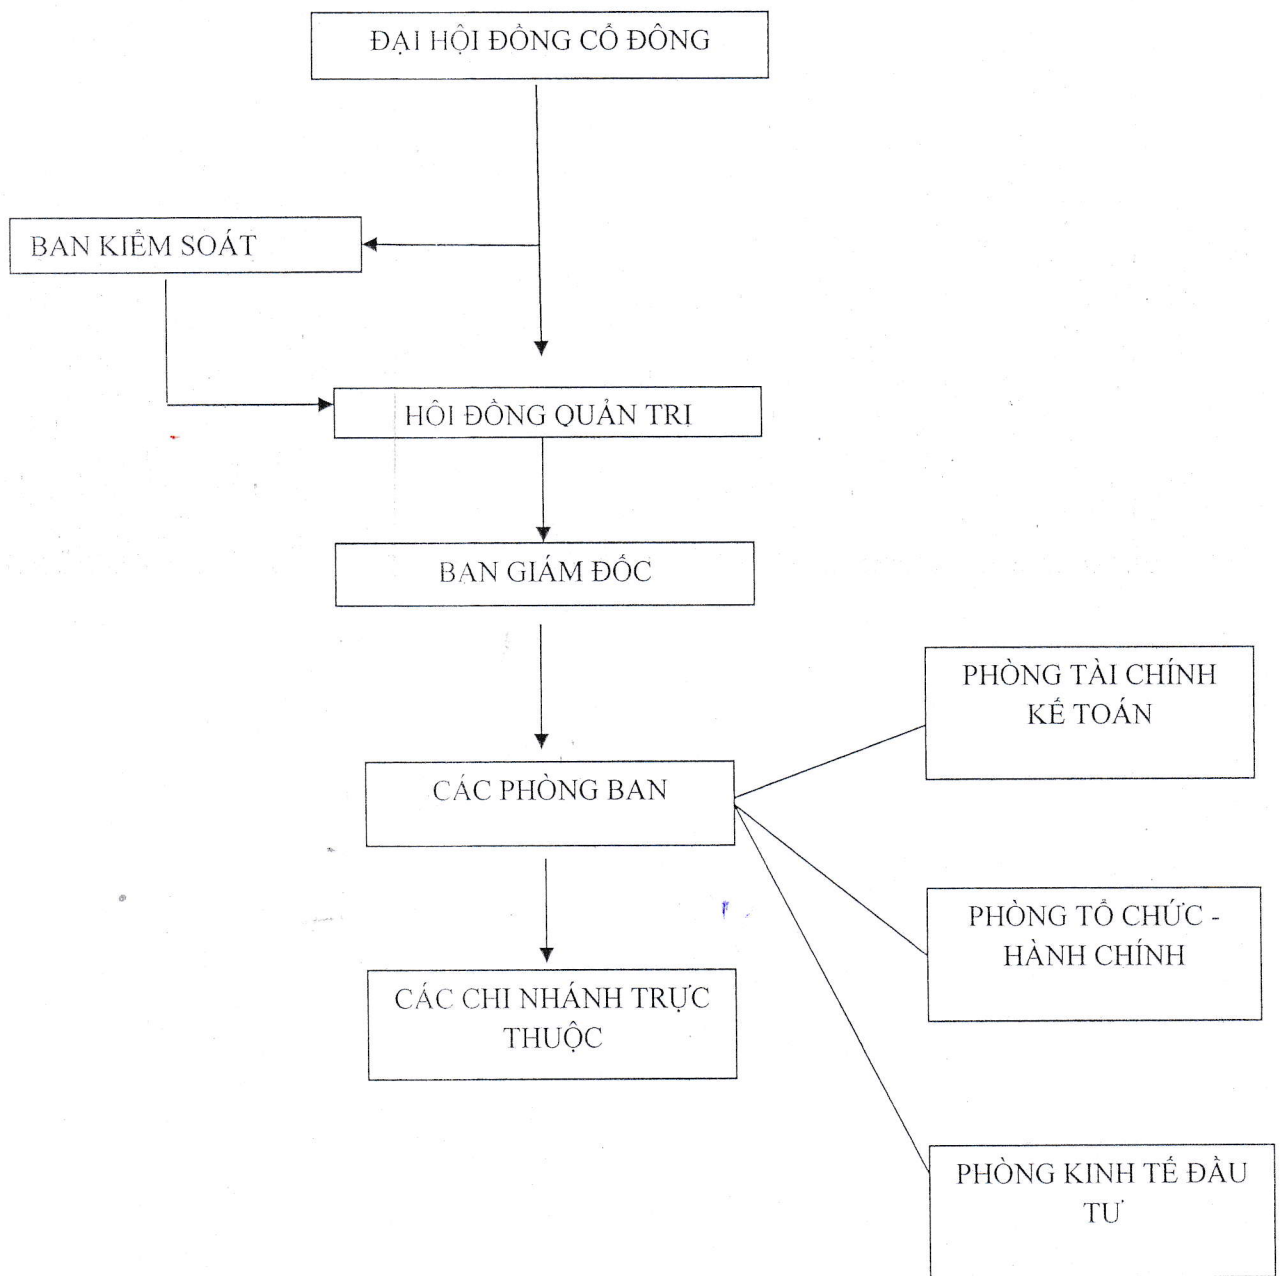 ĐẠI HỘI ĐỒNG CỔ ĐÔNG
BAN KIỂM SOÁT
HÔI ĐỒNG QUẢN TRỊ
BAN GIÁM ĐỐC
PHÒNG TÀI CHÍNH
KẾ TOÁN
CÁC PHÒNG BAN
PHÒNG TỔ CHỨC -
HÀNH CHÍNH
CÁC CHI NHÁNH TRỰC
THUỘC
PHÒNG KINH TẾ ĐẦU
TƯ